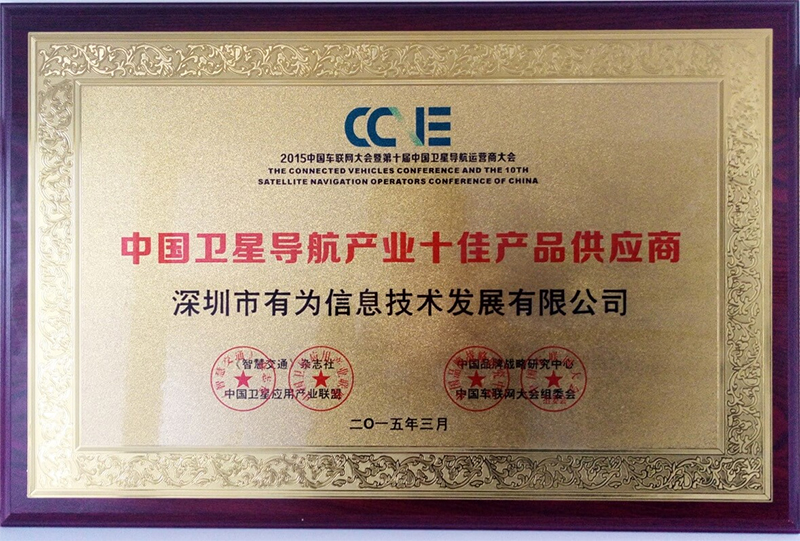 CCNE
2015中国车联网大会暨第十届中国卫星导航运营商大会
THE CONNECTED VEHICLES CONFERENCE AND THE 10TH
SATELLITE NAVIGATION OPERATORS CONFERENCE OF CHINA
中国卫星导航产业十佳产品供应商
深圳市有为信息技术发展有限公司
《智慧交通》杂志社 中国品牌战略研究中心
中国卫星应用产业联盟 中国车联网大会组委会
二〇一五年三月